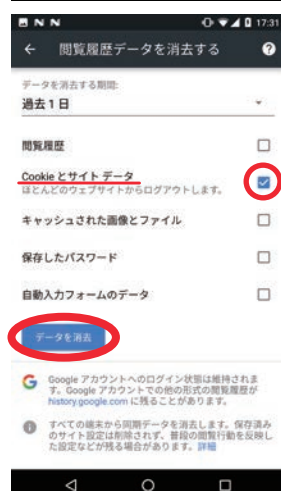 N N 17:31
← 閲覧履歴データを消去する ?
データを消去する期間:
過去1日
閲覧履歴
Cookie とサイト データ
ほとんどのウェブサイトからログアウトします。
キャッシュされた画像とファイル
保存したパスワード
自動入力フォームのデータ
データを消去
G Google アカウントへのログイン状態は維持されま
す。Google アカウントでの他の形式の閲覧履歴が
history.google.com に残ることがあります。
すべての端末から同期データを消去します。保存済み
のサイト設定は削除されず、普段の閲覧行動を反映し
た設定などが残る場合があります。詳細